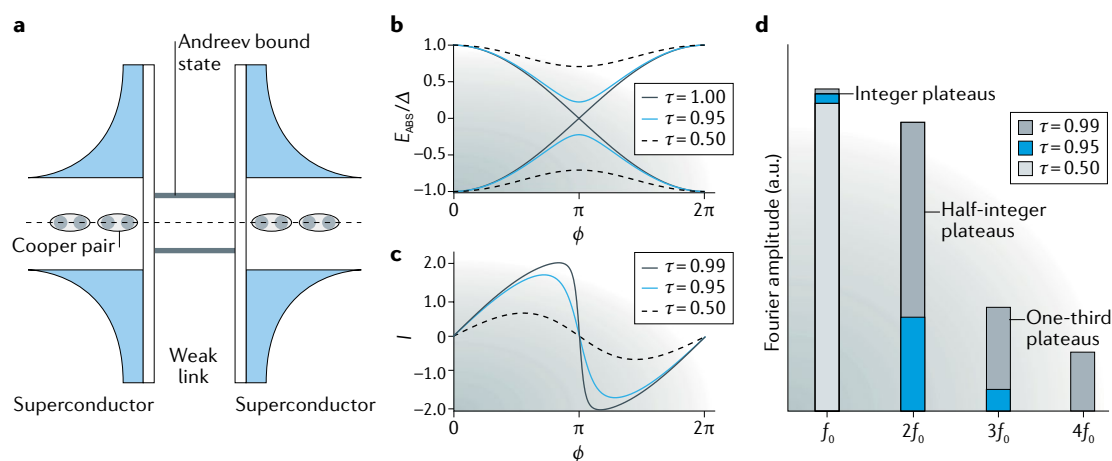 a
Andreev bound
state
Cooper pair
Weak
link
Superconductor
Superconductor
b
E_ABS/Δ
1.0
0.5
0
−0.5
−1.0
0
π
2π
ϕ
τ = 1.00
τ = 0.95
τ = 0.50
c
I
2.0
1.0
0
−1.0
−2.0
0
π
2π
ϕ
τ = 0.99
τ = 0.95
τ = 0.50
d
Fourier amplitude (a.u.)
Integer plateaus
τ = 0.99
τ = 0.95
τ = 0.50
Half-integer
plateaus
One-third
plateaus
f₀
2f₀
3f₀
4f₀